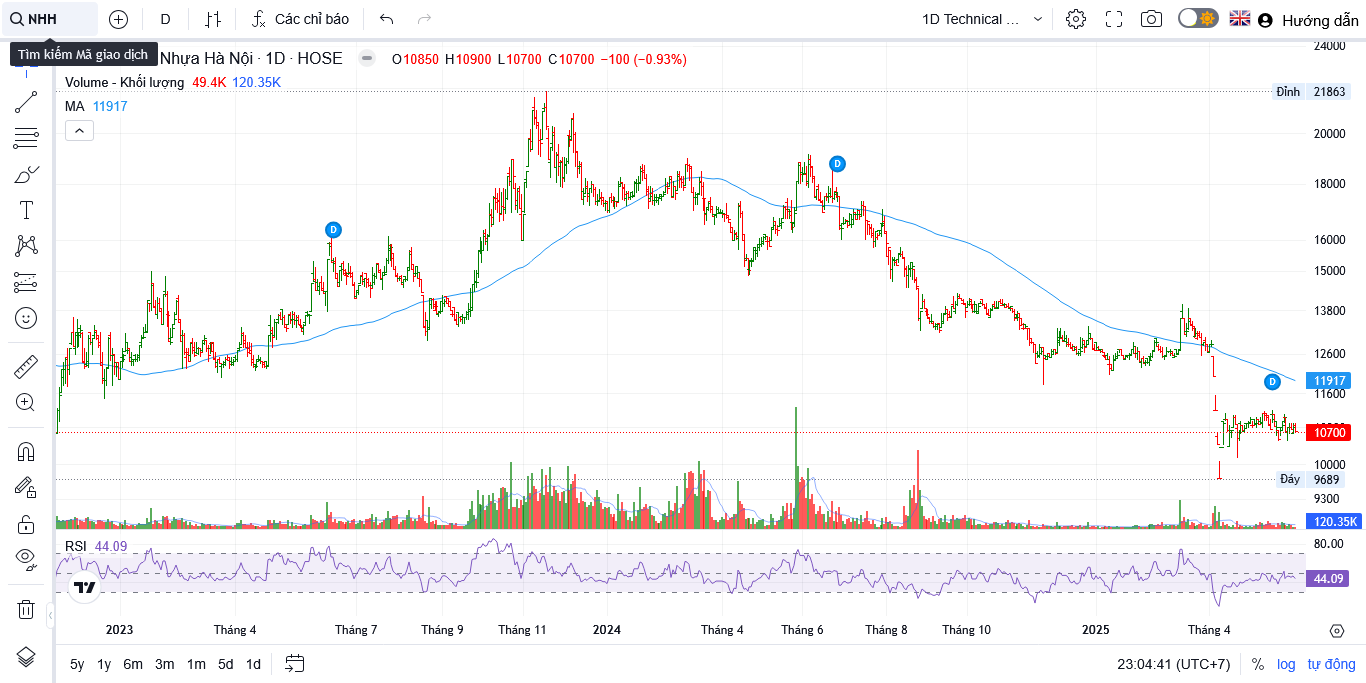 NHH D Các chỉ báo 1D Technical ... Hướng dẫn
Tìm kiếm Mã giao dịch Nhựa Hà Nội · 1D · HOSE O10850 H10900 L10700 C10700 −100 (−0.93%)
Volume - Khối lượng 49.4K 120.35K
MA 11917
24000
Đỉnh 21863
20000
D
18000
D
16000
15000
13800
12600
D 11917
11600
10700
10000
Đáy 9689
9300
120.35K
RSI 44.09 80.00
44.09
2023 Tháng 4 Tháng 7 Tháng 9 Tháng 11 2024 Tháng 4 Tháng 6 Tháng 8 Tháng 10 2025 Tháng 4
5y 1y 6m 3m 1m 5d 1d 23:04:41 (UTC+7) % log tự động